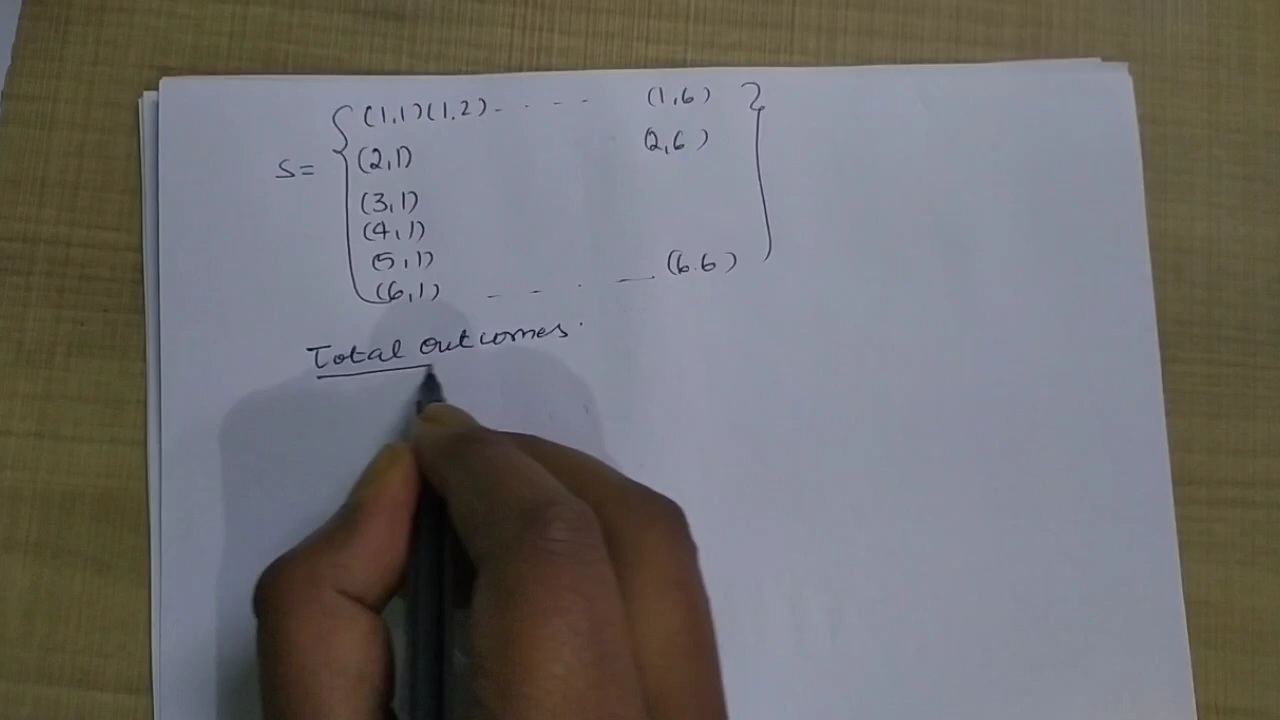 (1,1)(1,2)- · - - (1,6)
S= (2,1) (2,6)
(3,1)
(4,1)
(5,1)
(6,1) - - · — (6.6)
Total outcomes.